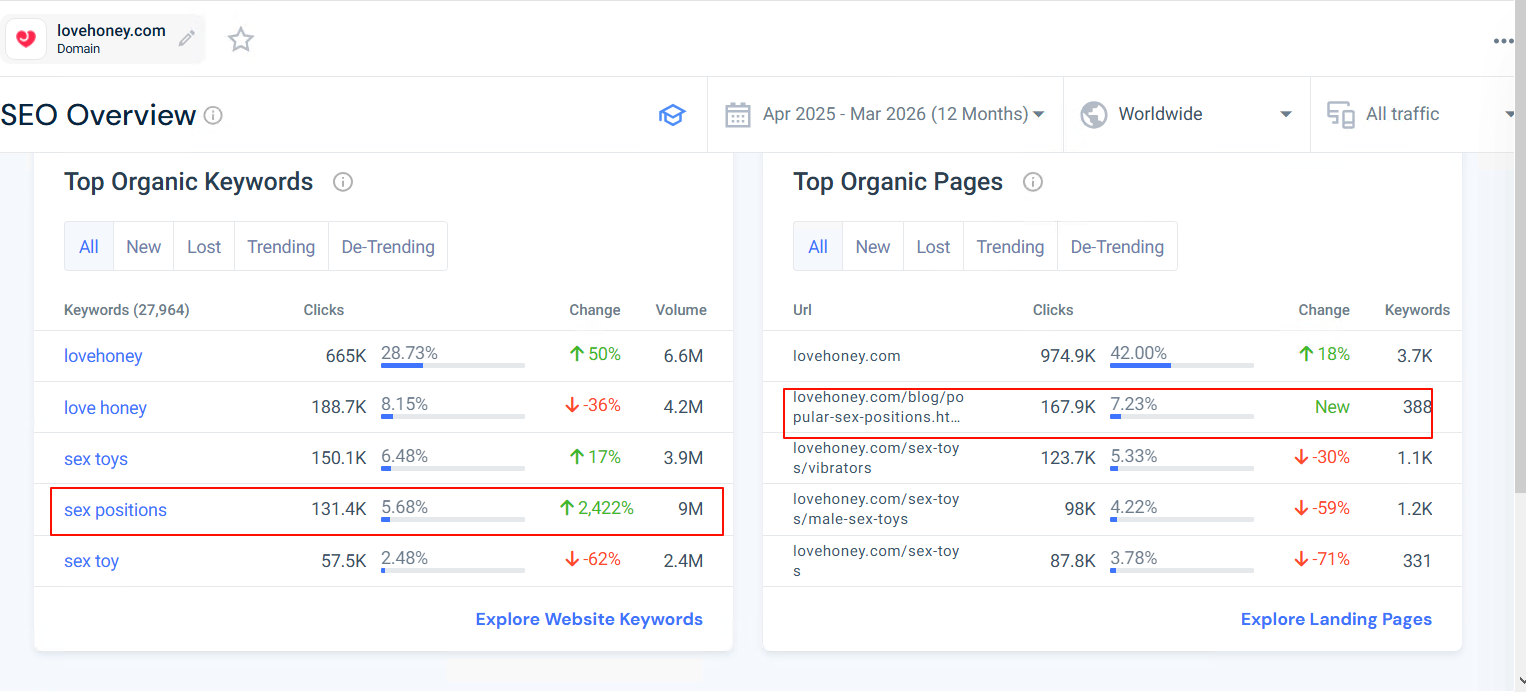 lovehoney.com
Domain
SEO Overview
Apr 2025 - Mar 2026 (12 Months)
Worldwide
All traffic
Top Organic Keywords
All New Lost Trending De-Trending
Keywords (27,964) Clicks Change Volume
lovehoney 665K 28.73% 50% 6.6M
love honey 188.7K 8.15% -36% 4.2M
sex toys 150.1K 6.48% 17% 3.9M
sex positions 131.4K 5.68% 2,422% 9M
sex toy 57.5K 2.48% -62% 2.4M
Explore Website Keywords
Top Organic Pages
All New Lost Trending De-Trending
Url Clicks Change Keywords
lovehoney.com 974.9K 42.00% 18% 3.7K
lovehoney.com/blog/po
pular-sex-positions.ht... 167.9K 7.23% New 388
lovehoney.com/sex-toy
s/vibrators 123.7K 5.33% -30% 1.1K
lovehoney.com/sex-toy
s/male-sex-toys 98K 4.22% -59% 1.2K
lovehoney.com/sex-toy
s 87.8K 3.78% -71% 331
Explore Landing Pages